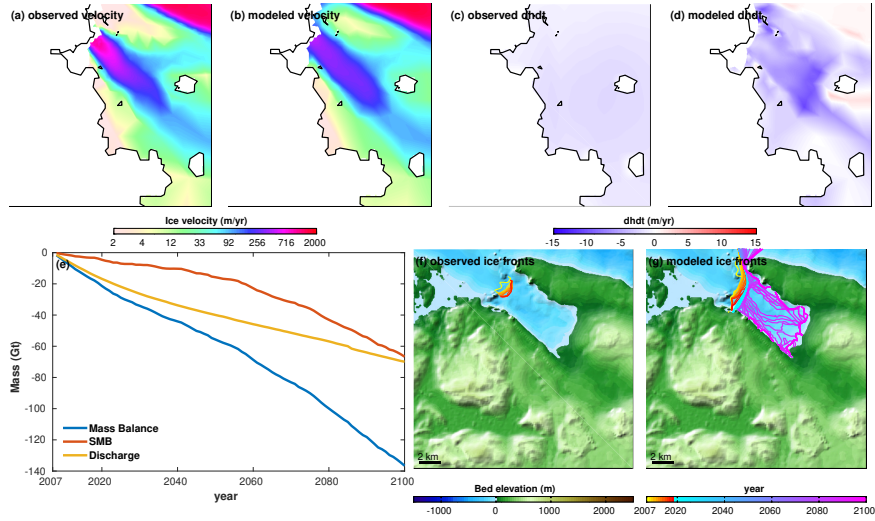 (a) observed velocity
(b) modeled velocity
(c) observed dhdt
(d) modeled dhdt
Ice velocity (m/yr)
2 4 12 33 92 256 716 2000
dhdt (m/yr)
-15 -10 -5 0 5 10 15
(e)
0
-20
-40
-60
-80
-100
-120
-140
Mass (Gt)
Mass Balance
SMB
Discharge
2007 2020 2040 2060 2080 2100
year
(f) observed ice fronts
2 km
(g) modeled ice fronts
2 km
Bed elevation (m)
-1000 0 1000 2000
year
2007 2020 2040 2060 2080 2100